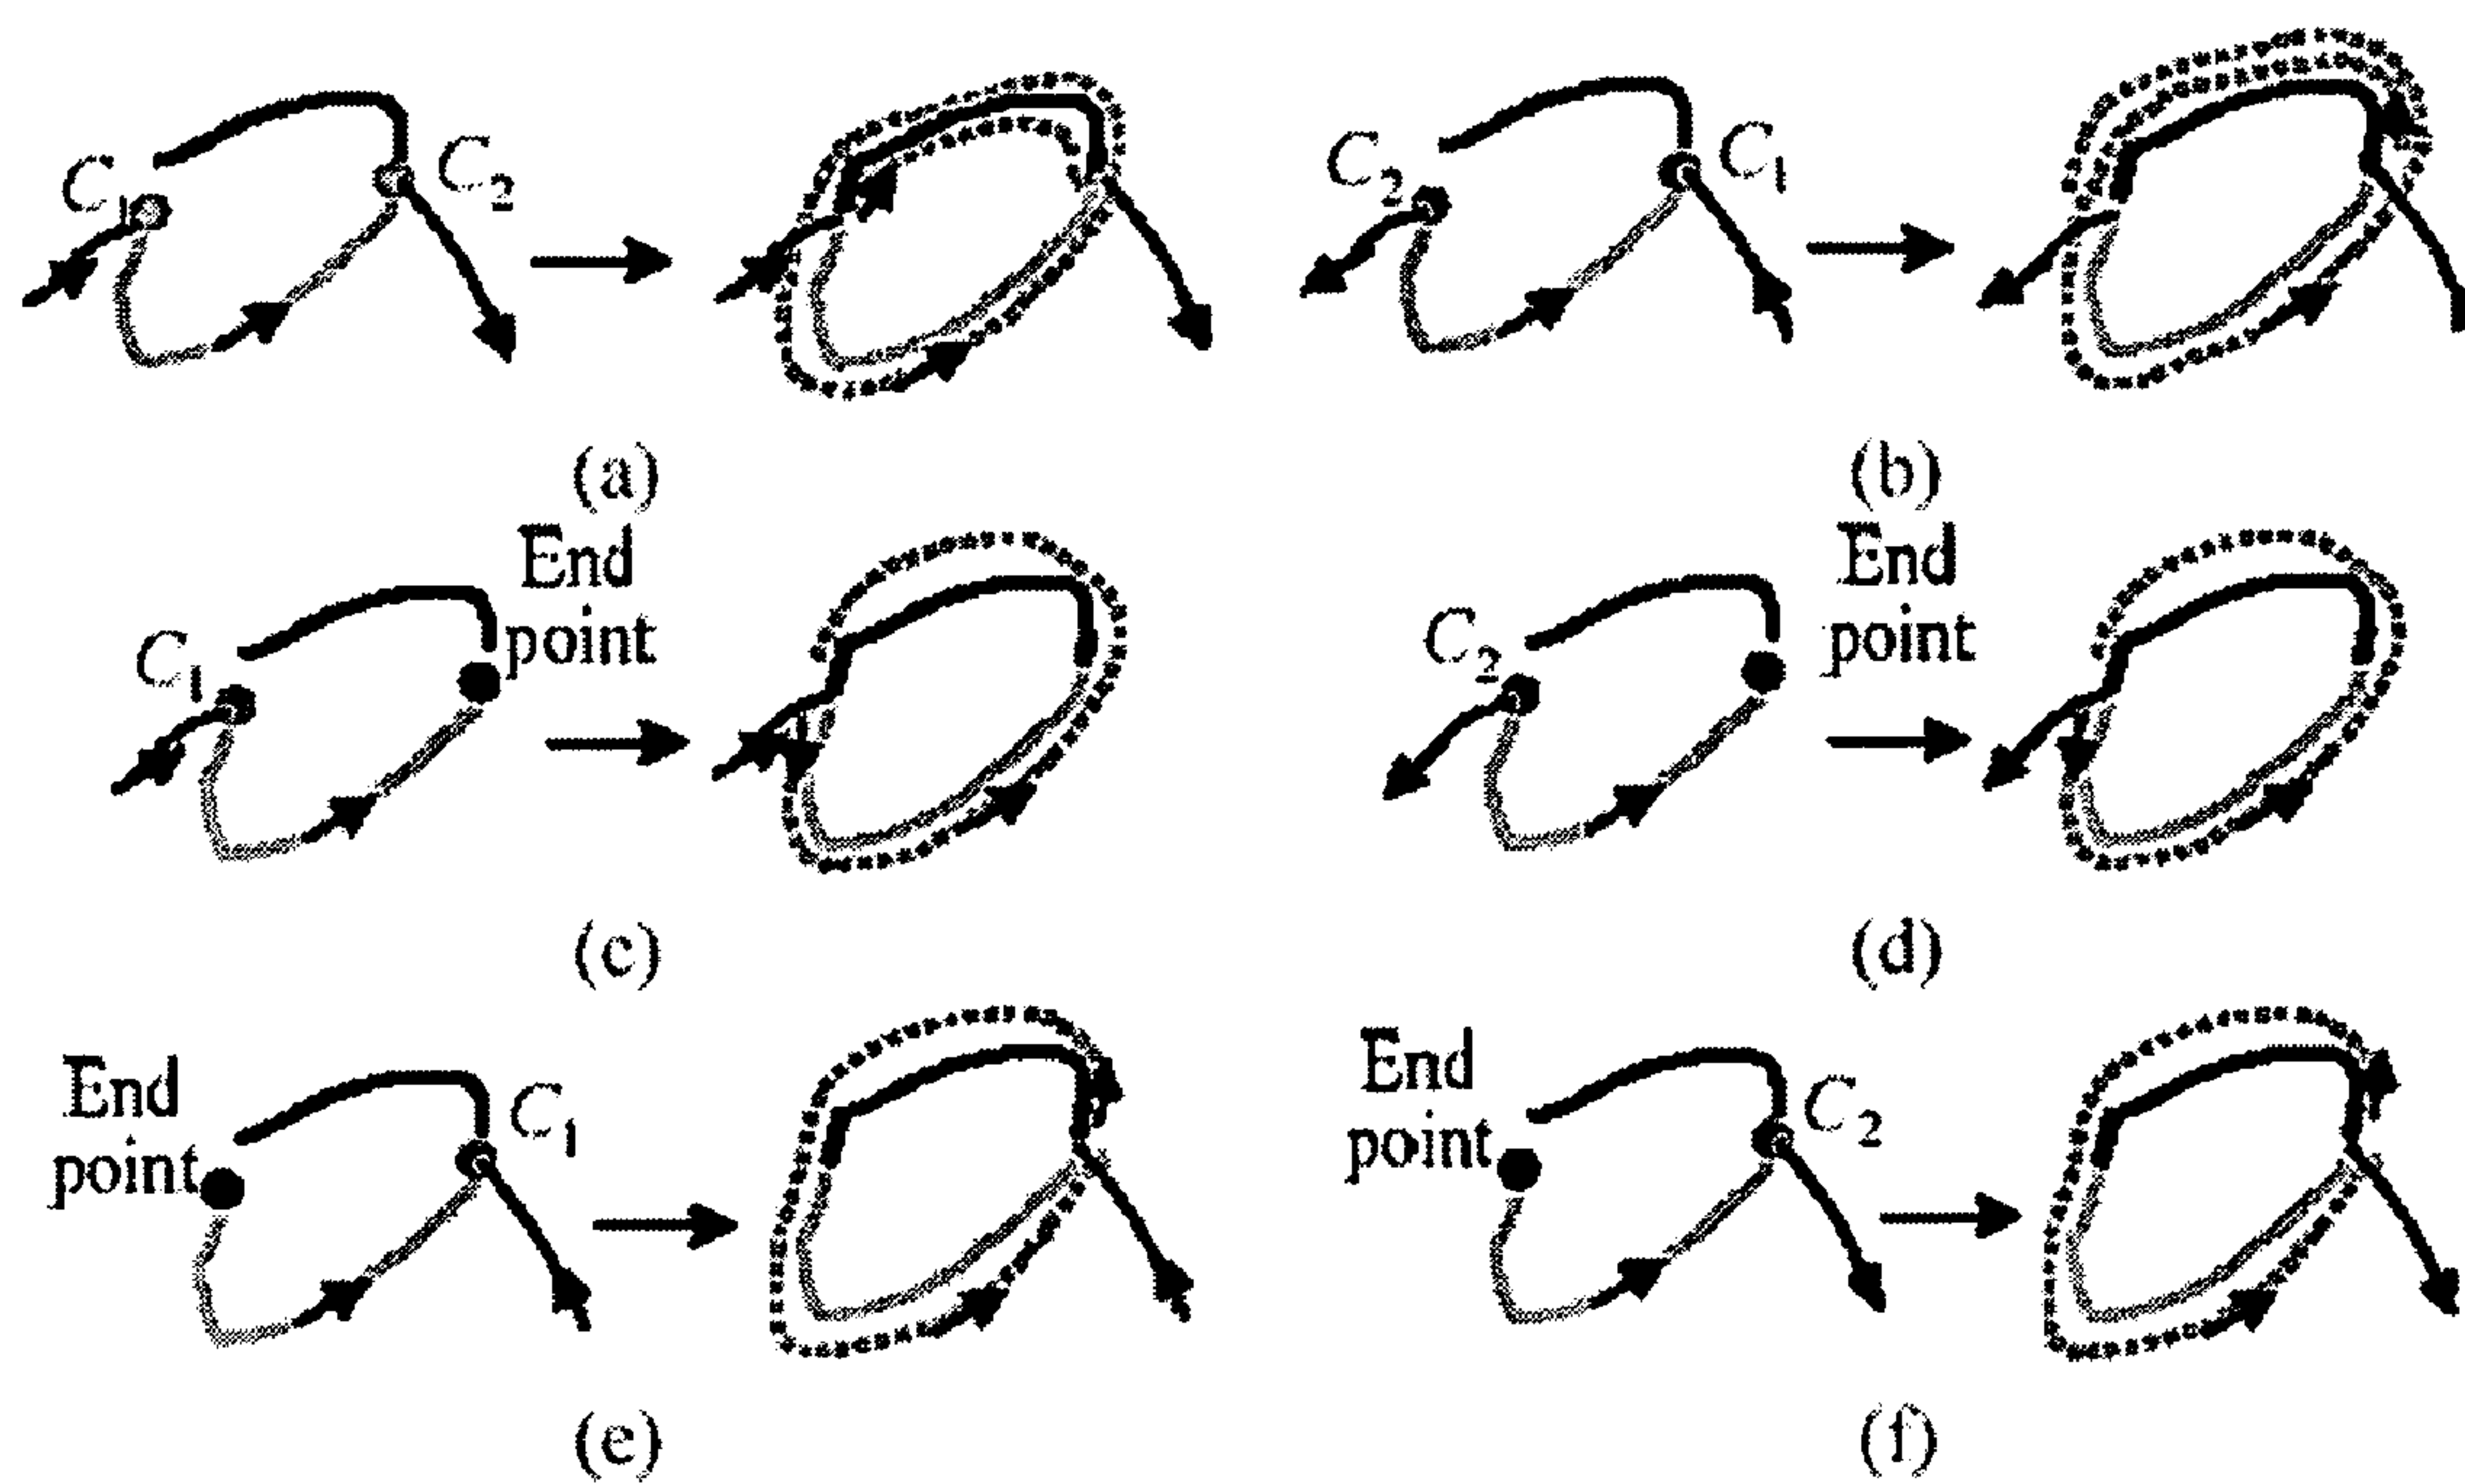 C₁ C₂
C₂ C₁
(a)
(b)
End
point
C₁
End
point
C₂
(c)
(d)
End
point
C₁
End
point
C₂
(e)
(f)